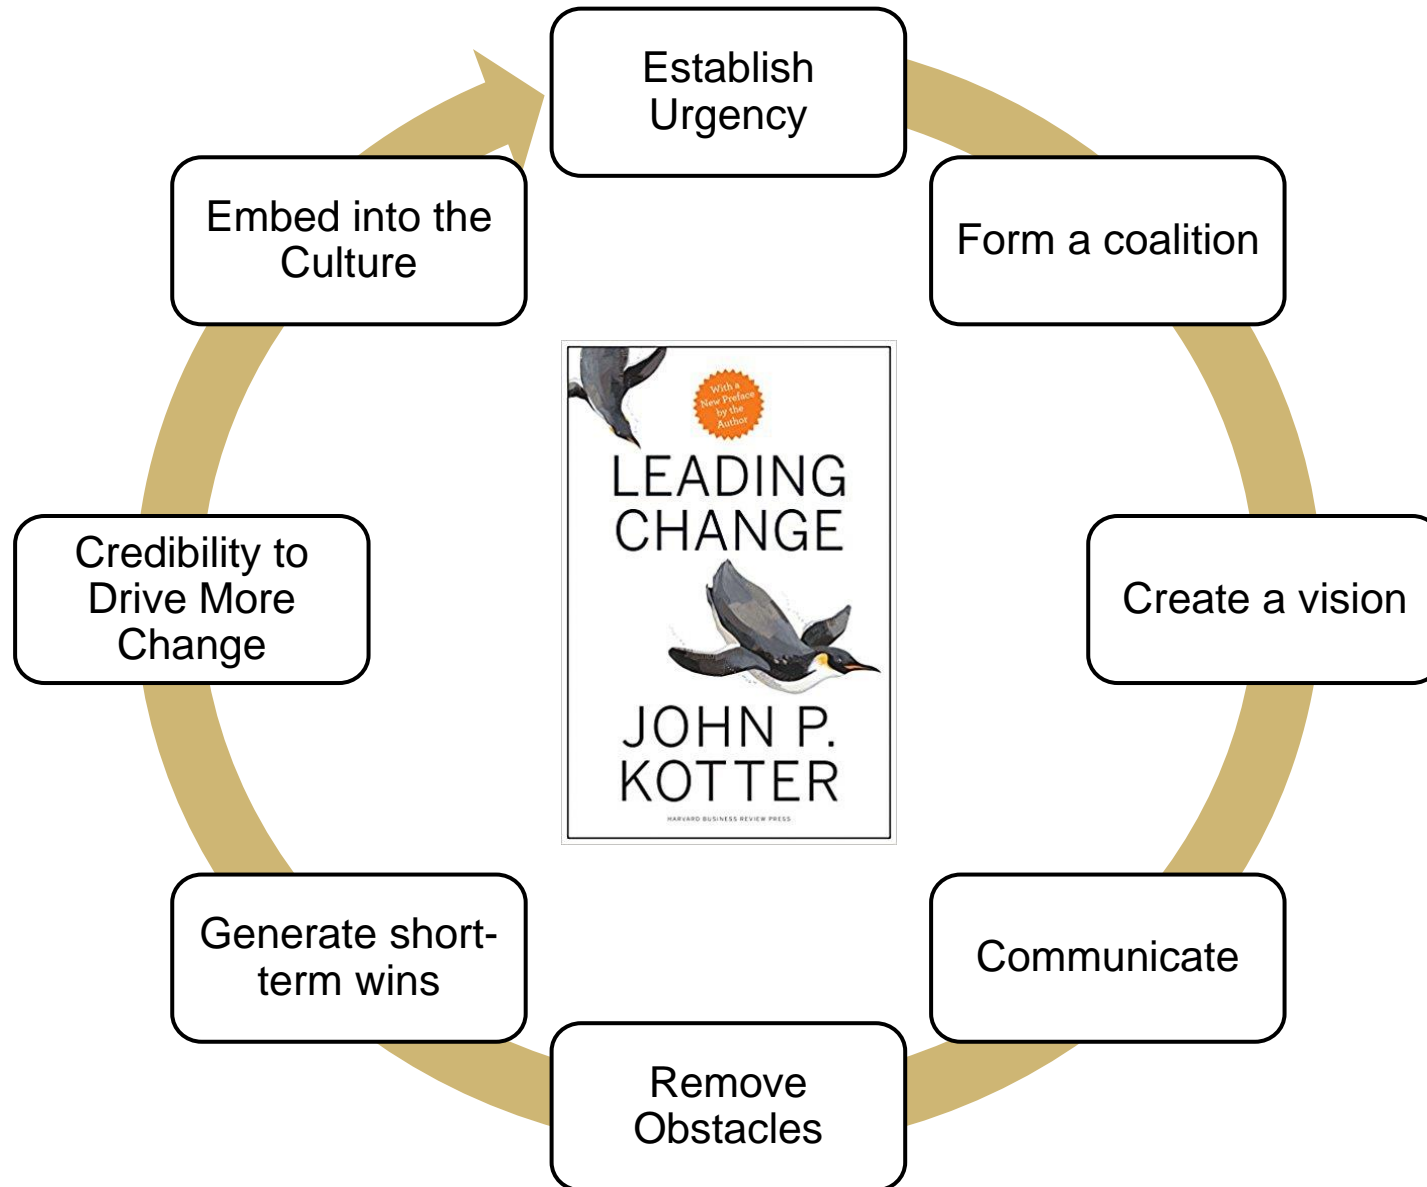 Establish
Urgency
Form a coalition
Create a vision
Communicate
Remove
Obstacles
Generate short-
term wins
Credibility to
Drive More
Change
Embed into the
Culture
With a
New Preface
by the
Author
LEADING
CHANGE
JOHN P.
KOTTER
HARVARD BUSINESS REVIEW PRESS